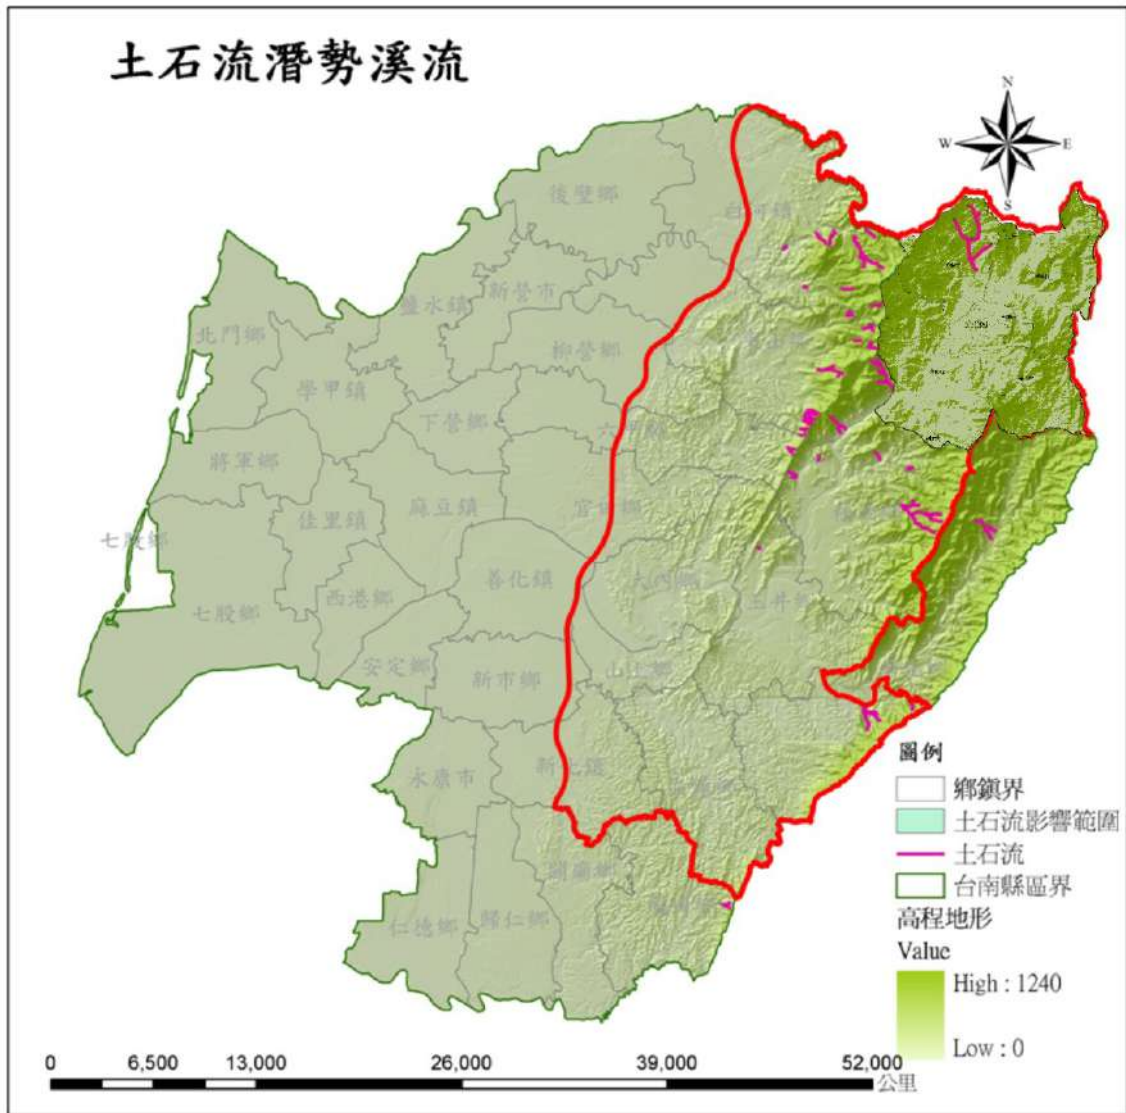 土石流潛勢溪流
N
W
E
S
後壁鄉
白河鎮
新營市
鹽水鎮
北門鄉
柳營鄉
學甲鎮
下營鄉
六甲鄉
將軍鄉
麻豆鎮
官田鄉
佳里鎮
七股鄉
善化鎮
大內鄉
西港鄉
玉井鄉
七股鄉
安定鄉
山上鄉
新市鄉
新化鎮
永康市
仁德鄉
歸仁鄉
圖例
鄉鎮界
土石流影響範圍
土石流
台南縣區界
高程地形
Value
High : 1240
Low : 0
0
6,500
13,000
26,000
39,000
52,000
公里